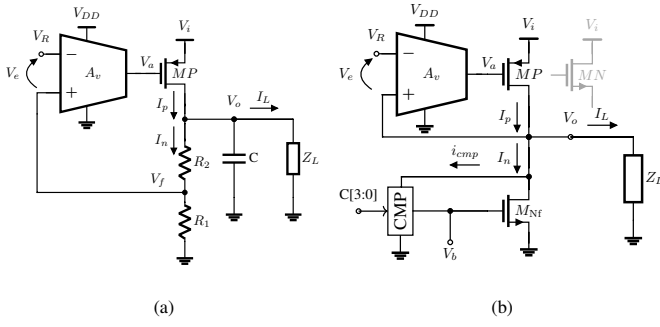 V_DD
V_i
V_R
−
A_v
+
V_e
V_a
MP
I_p
V_o
I_L
I_n
R_2
C
Z_L
V_f
R_1
(a)
V_DD
V_i
V_i
V_R
−
A_v
+
V_e
V_a
MP
MN
I_p
V_o
I_L
i_cmp
I_n
C[3:0]
CMP
M_Nf
V_b
(b)